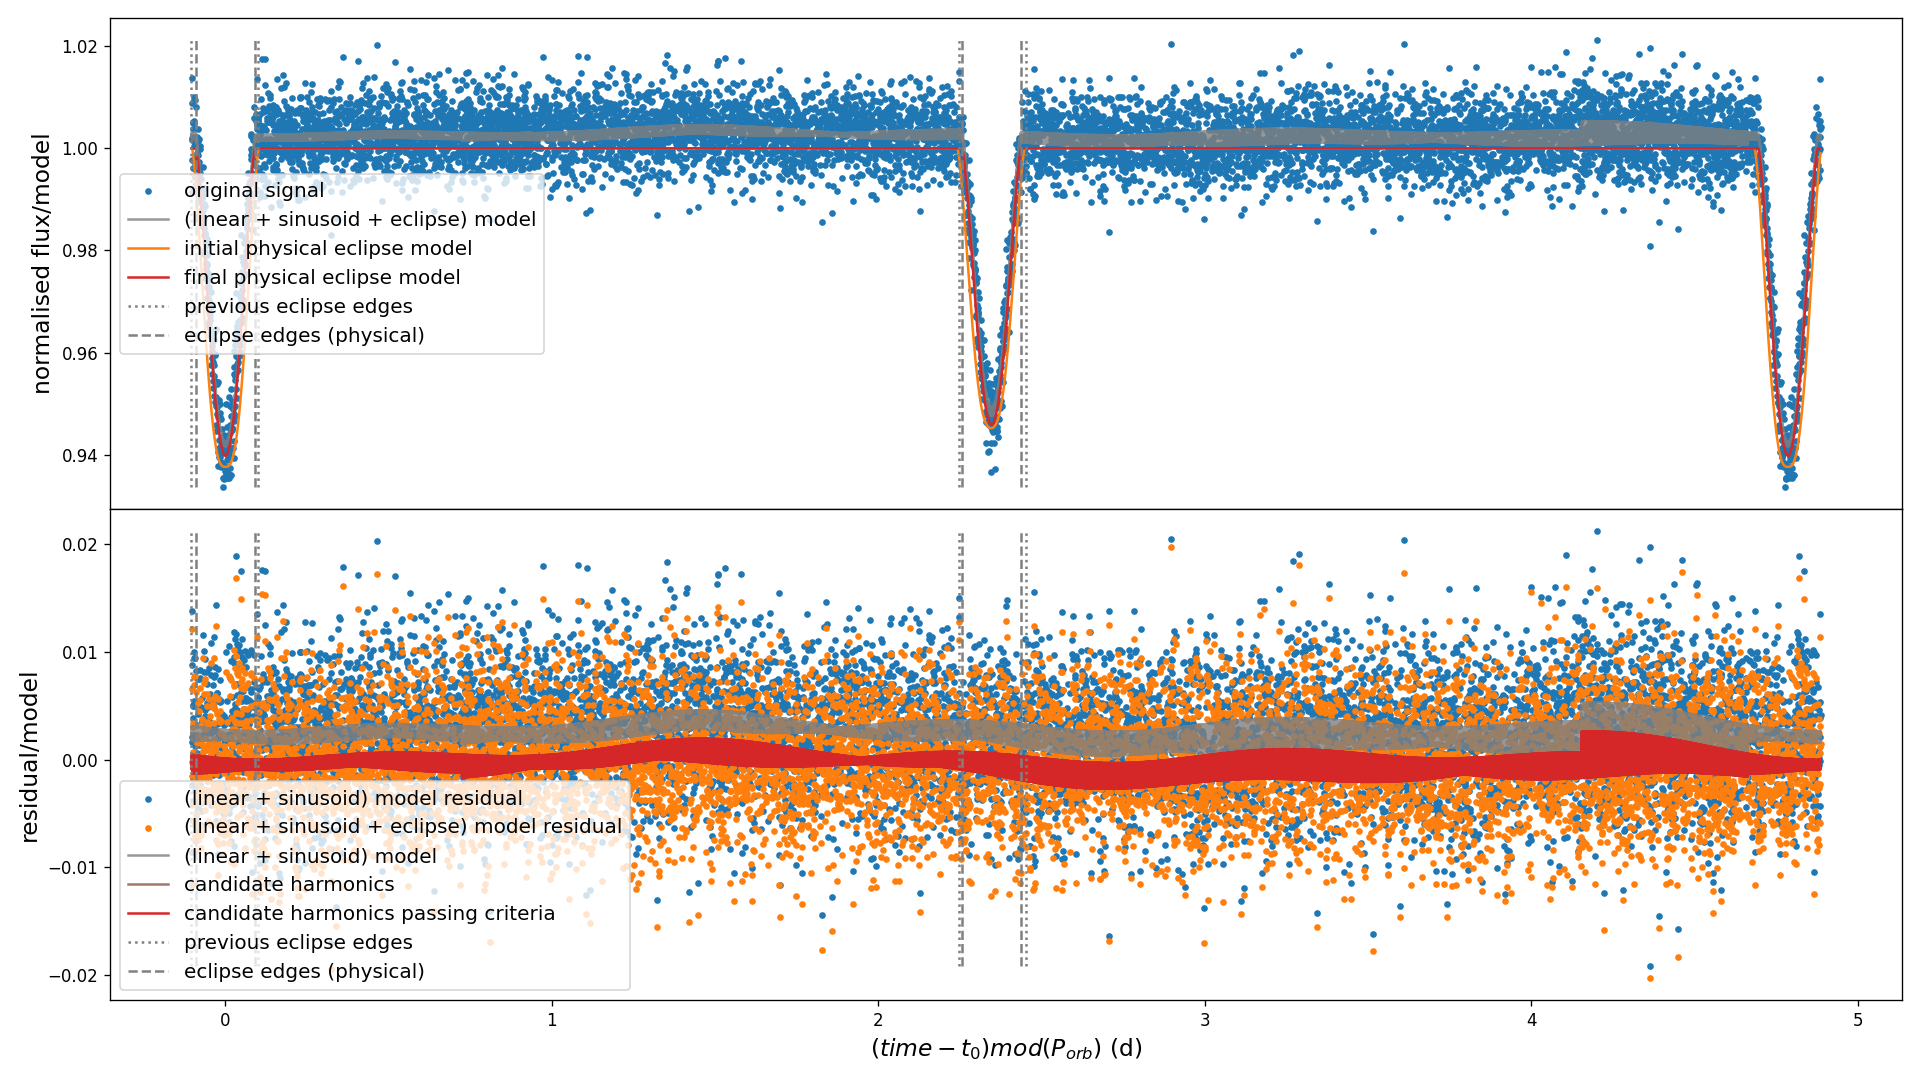 1.02
1.00
0.98
0.96
0.94
normalised flux/model
original signal
(linear + sinusoid + eclipse) model
initial physical eclipse model
final physical eclipse model
previous eclipse edges
eclipse edges (physical)
0.02
0.01
0.00
−0.01
−0.02
residual/model
(linear + sinusoid) model residual
(linear + sinusoid + eclipse) model residual
(linear + sinusoid) model
candidate harmonics
candidate harmonics passing criteria
previous eclipse edges
eclipse edges (physical)
0 1 2 3 4 5
(time − t₀)mod(Pₒᵣb) (d)